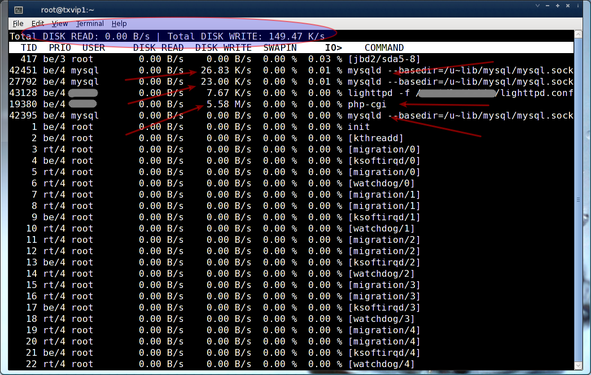 root@txvip1:~
File Edit View Terminal Help
Total DISK READ: 0.00 B/s | Total DISK WRITE: 149.47 K/s
TID PRIO USER DISK READ DISK WRITE SWAPIN IO> COMMAND
417 be/3 root 0.00 B/s 0.00 B/s 0.00 % 0.03 % [jbd2/sda5-8]
42451 be/4 mysql 0.00 B/s 26.83 K/s 0.00 % 0.01 % mysqld --basedir=/u~lib/mysql/mysql.sock
27792 be/4 mysql 0.00 B/s 23.00 K/s 0.00 % 0.01 % mysqld --basedir=/u~lib/mysql/mysql.sock
43128 be/4 0.00 B/s 7.67 K/s 0.00 % 0.00 % lighttpd -f / /lighttpd.conf
19380 be/4 0.00 B/s 5.58 M/s 0.00 % 0.00 % php-cgi
42395 be/4 mysql 0.00 B/s 0.00 B/s 0.00 % 0.00 % mysqld --basedir=/u~lib/mysql/mysql.sock
1 be/4 root 0.00 B/s 0.00 B/s 0.00 % 0.00 % init
2 be/4 root 0.00 B/s 0.00 B/s 0.00 % 0.00 % [kthreadd]
3 rt/4 root 0.00 B/s 0.00 B/s 0.00 % 0.00 % [migration/0]
4 be/4 root 0.00 B/s 0.00 B/s 0.00 % 0.00 % [ksoftirqd/0]
5 rt/4 root 0.00 B/s 0.00 B/s 0.00 % 0.00 % [migration/0]
6 rt/4 root 0.00 B/s 0.00 B/s 0.00 % 0.00 % [watchdog/0]
7 rt/4 root 0.00 B/s 0.00 B/s 0.00 % 0.00 % [migration/1]
8 rt/4 root 0.00 B/s 0.00 B/s 0.00 % 0.00 % [migration/1]
9 be/4 root 0.00 B/s 0.00 B/s 0.00 % 0.00 % [ksoftirqd/1]
10 rt/4 root 0.00 B/s 0.00 B/s 0.00 % 0.00 % [watchdog/1]
11 rt/4 root 0.00 B/s 0.00 B/s 0.00 % 0.00 % [migration/2]
12 rt/4 root 0.00 B/s 0.00 B/s 0.00 % 0.00 % [migration/2]
13 be/4 root 0.00 B/s 0.00 B/s 0.00 % 0.00 % [ksoftirqd/2]
14 rt/4 root 0.00 B/s 0.00 B/s 0.00 % 0.00 % [watchdog/2]
15 rt/4 root 0.00 B/s 0.00 B/s 0.00 % 0.00 % [migration/3]
16 rt/4 root 0.00 B/s 0.00 B/s 0.00 % 0.00 % [migration/3]
17 be/4 root 0.00 B/s 0.00 B/s 0.00 % 0.00 % [ksoftirqd/3]
18 rt/4 root 0.00 B/s 0.00 B/s 0.00 % 0.00 % [watchdog/3]
19 rt/4 root 0.00 B/s 0.00 B/s 0.00 % 0.00 % [migration/4]
20 rt/4 root 0.00 B/s 0.00 B/s 0.00 % 0.00 % [migration/4]
21 be/4 root 0.00 B/s 0.00 B/s 0.00 % 0.00 % [ksoftirqd/4]
22 rt/4 root 0.00 B/s 0.00 B/s 0.00 % 0.00 % [watchdog/4]